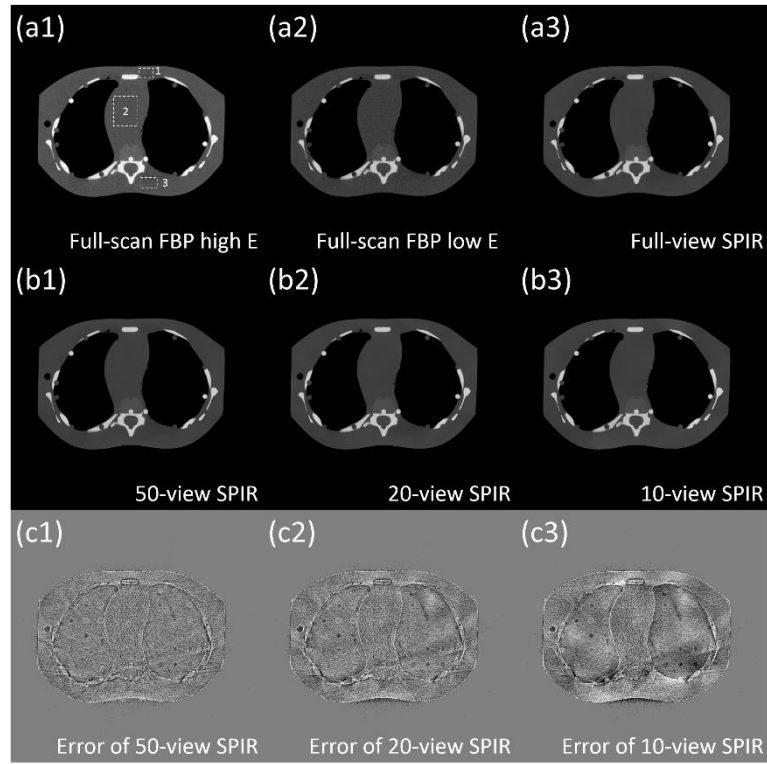 (a1) (a2) (a3)
1
2
3
Full-scan FBP high E Full-scan FBP low E Full-view SPIR
(b1) (b2) (b3)
50-view SPIR 20-view SPIR 10-view SPIR
(c1) (c2) (c3)
Error of 50-view SPIR Error of 20-view SPIR Error of 10-view SPIR